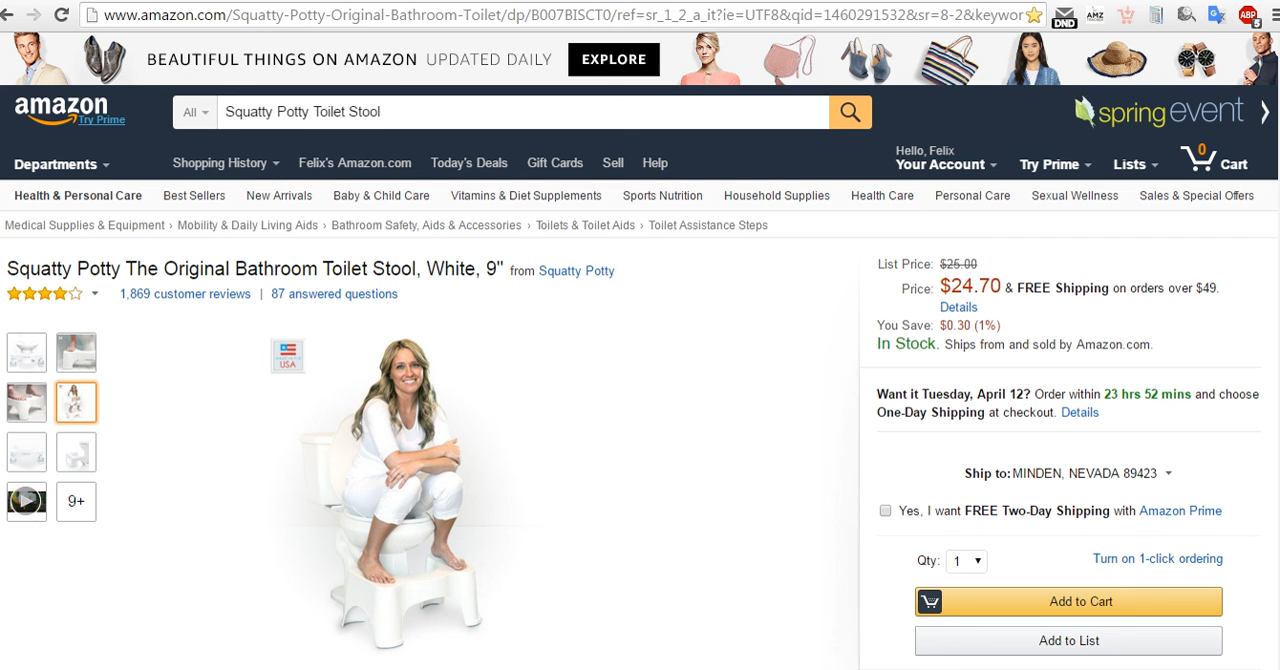 www.amazon.com/Squatty-Potty-Original-Bathroom-Toilet/dp/B007BISCT0/ref=sr_1_2_a_it?ie=UTF8&qid=1460291532&sr=8-2&keywor
DND
AMZ
ABP
5
BEAUTIFUL THINGS ON AMAZON UPDATED DAILY EXPLORE
amazon
Try Prime
All Squatty Potty Toilet Stool
spring event
Departments
Shopping History Felix's Amazon.com Today's Deals Gift Cards Sell Help
Hello, Felix
Your Account Try Prime Lists 0 Cart
Health & Personal Care Best Sellers New Arrivals Baby & Child Care Vitamins & Diet Supplements Sports Nutrition Household Supplies Health Care Personal Care Sexual Wellness Sales & Special Offers
Medical Supplies & Equipment › Mobility & Daily Living Aids › Bathroom Safety, Aids & Accessories › Toilets & Toilet Aids › Toilet Assistance Steps
Squatty Potty The Original Bathroom Toilet Stool, White, 9" from Squatty Potty
1,869 customer reviews | 87 answered questions
9+
USA
List Price: $25.00
Price: $24.70 & FREE Shipping on orders over $49.
Details
You Save: $0.30 (1%)
In Stock. Ships from and sold by Amazon.com.
Want it Tuesday, April 12? Order within 23 hrs 52 mins and choose
One-Day Shipping at checkout. Details
Ship to: MINDEN, NEVADA 89423
Yes, I want FREE Two-Day Shipping with Amazon Prime
Qty: 1 Turn on 1-click ordering
Add to Cart
Add to List